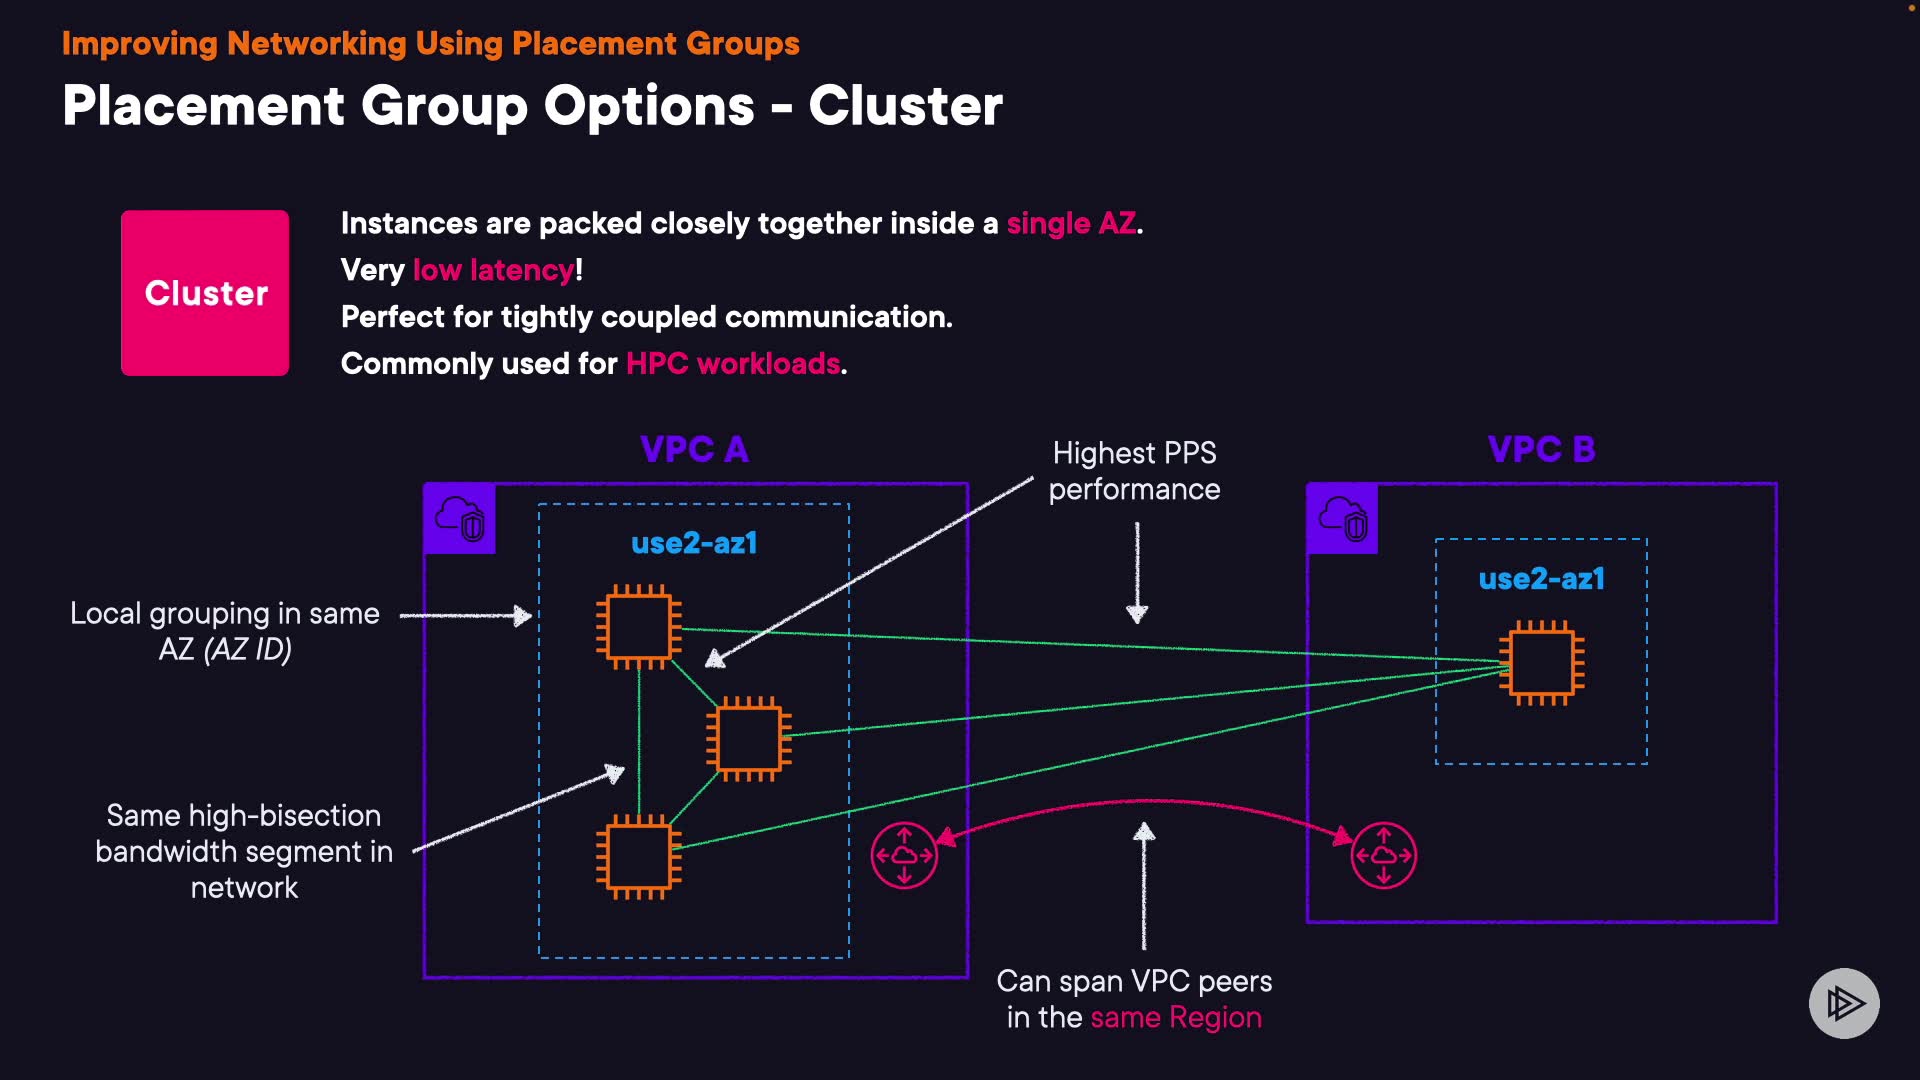 Improving Networking Using Placement Groups
Placement Group Options - Cluster
Cluster
Instances are packed closely together inside a single AZ.
Very low latency!
Perfect for tightly coupled communication.
Commonly used for HPC workloads.
VPC A
Highest PPS
performance
VPC B
use2-az1
use2-az1
Local grouping in same
AZ (AZ ID)
Same high-bisection
bandwidth segment in
network
Can span VPC peers
in the same Region